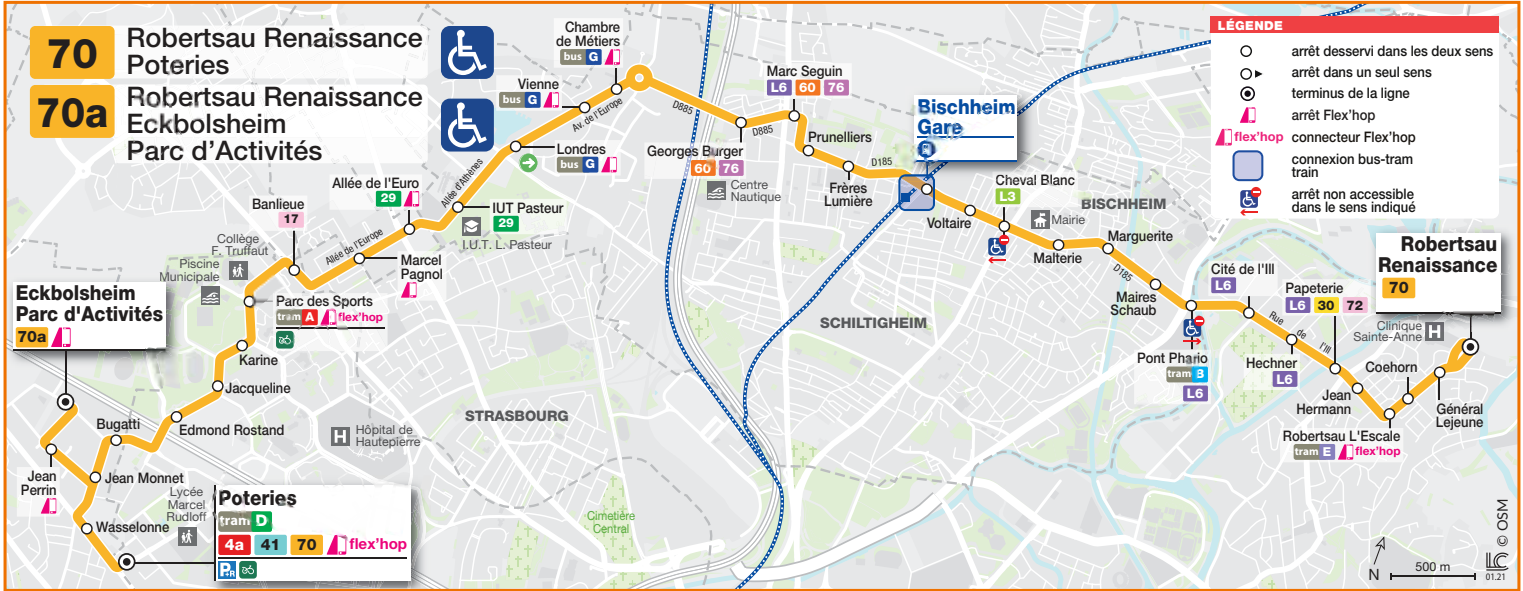 70
Robertsau Renaissance
Poteries
70a
Robertsau Renaissance
Eckbolsheim
Parc d'Activités
LÉGENDE
arrêt desservi dans les deux sens
arrêt dans un seul sens
terminus de la ligne
arrêt Flex'hop
flex'hop connecteur Flex'hop
connexion bus-tram
train
arrêt non accessible
dans le sens indiqué
Eckbolsheim
Parc d'Activités
70a
Jean
Perrin
Poteries
tram D
4a 41 70 flex'hop
P+R
Wasselonne
Jean Monnet
Lycée
Marcel
Rudloff
Bugatti
Edmond Rostand
Jacqueline
Karine
Parc des Sports
tram A flex'hop
Piscine
Municipale
Collège
F. Truffaut
Banlieue
17
Allée de l'Europe
Marcel
Pagnol
Allée de l'Euro
29
IUT Pasteur
29
I.U.T. L. Pasteur
Allée d'Athènes
Londres
bus G
Vienne
bus G
Av. de l'Europe
Chambre
de Métiers
bus G
D885
Georges Burger
60 76
Centre
Nautique
D885
Marc Seguin
L6 60 76
Prunelliers
Frères
Lumière
D185
Bischheim
Gare
Voltaire
Cheval Blanc
L3
Mairie
BISCHHEIM
Malterie
Marguerite
D185
Maires
Schaub
Pont Phario
tram B
L6
Cité de l'Ill
L6
Rue de l'Ill
Hechner
L6
Papeterie
L6 30 72
Jean
Hermann
Robertsau L'Escale
tram E flex'hop
Coehorn
Général
Lejeune
Clinique
Sainte-Anne
H
Robertsau
Renaissance
70
SCHILTIGHEIM
STRASBOURG
H
Hôpital de
Hautepierre
Cimetière
Central
N
500 m
LC
01.21
© OSM